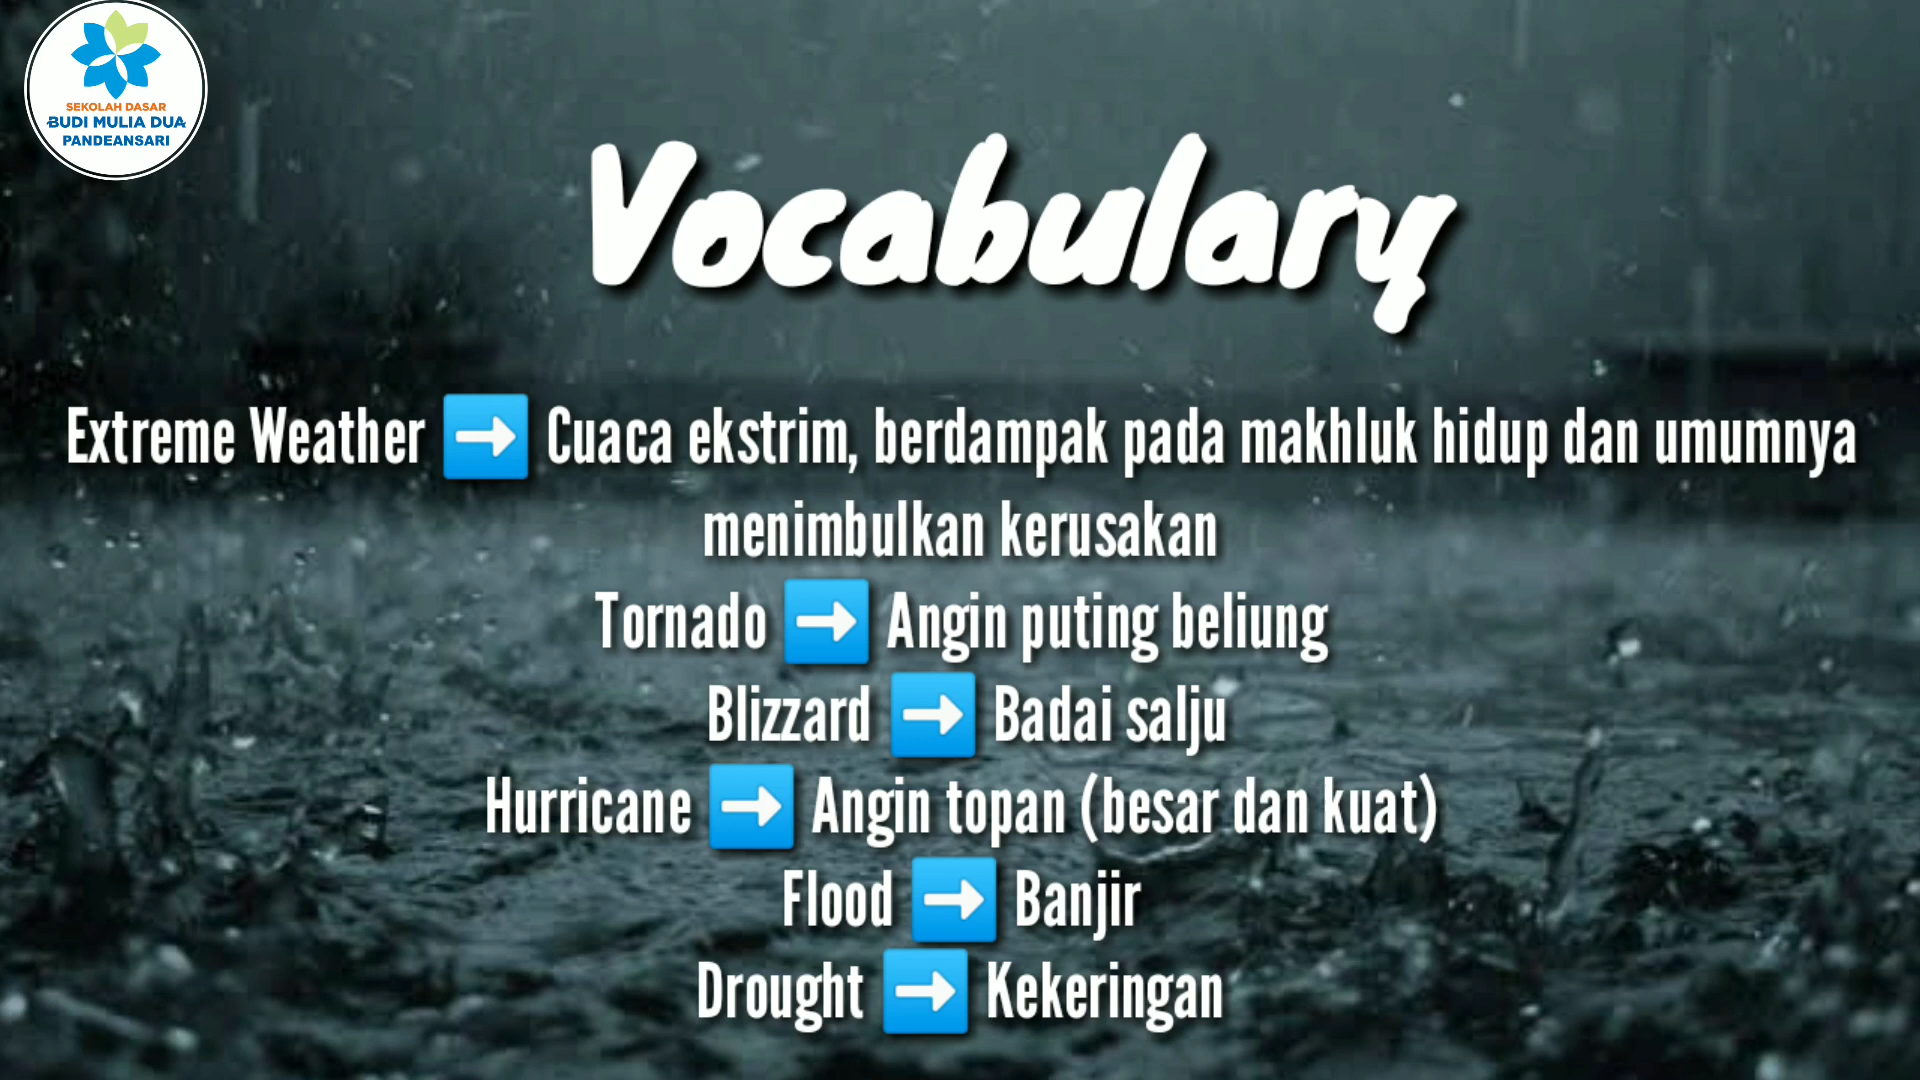 SEKOLAH DASAR
BUDI MULIA DUA
PANDEANSARI
Vocabulary
Extreme Weather ➡️ Cuaca ekstrim, berdampak pada makhluk hidup dan umumnya
menimbulkan kerusakan
Tornado ➡️ Angin puting beliung
Blizzard ➡️ Badai salju
Hurricane ➡️ Angin topan (besar dan kuat)
Flood ➡️ Banjir
Drought ➡️ Kekeringan